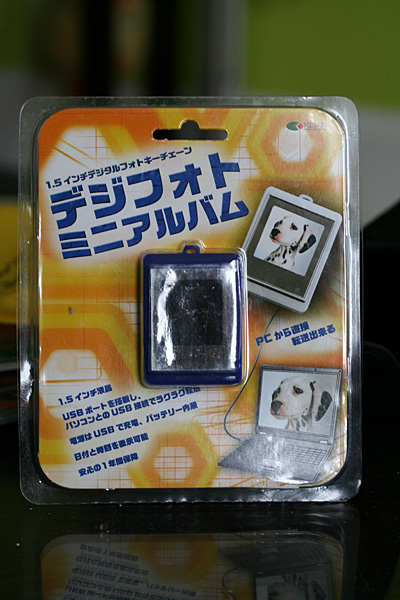 1.5インチデジタルフォトキーチェーン
デジフォト
ミニアルバム
PCから直接
転送出来る
1.5インチ液晶
USBポートを搭載し、
パソコンとのUSB接続でラクラク転送
電源はUSBで充電、バッテリー内蔵
日付と時刻を表示可能
安心の1年間保障